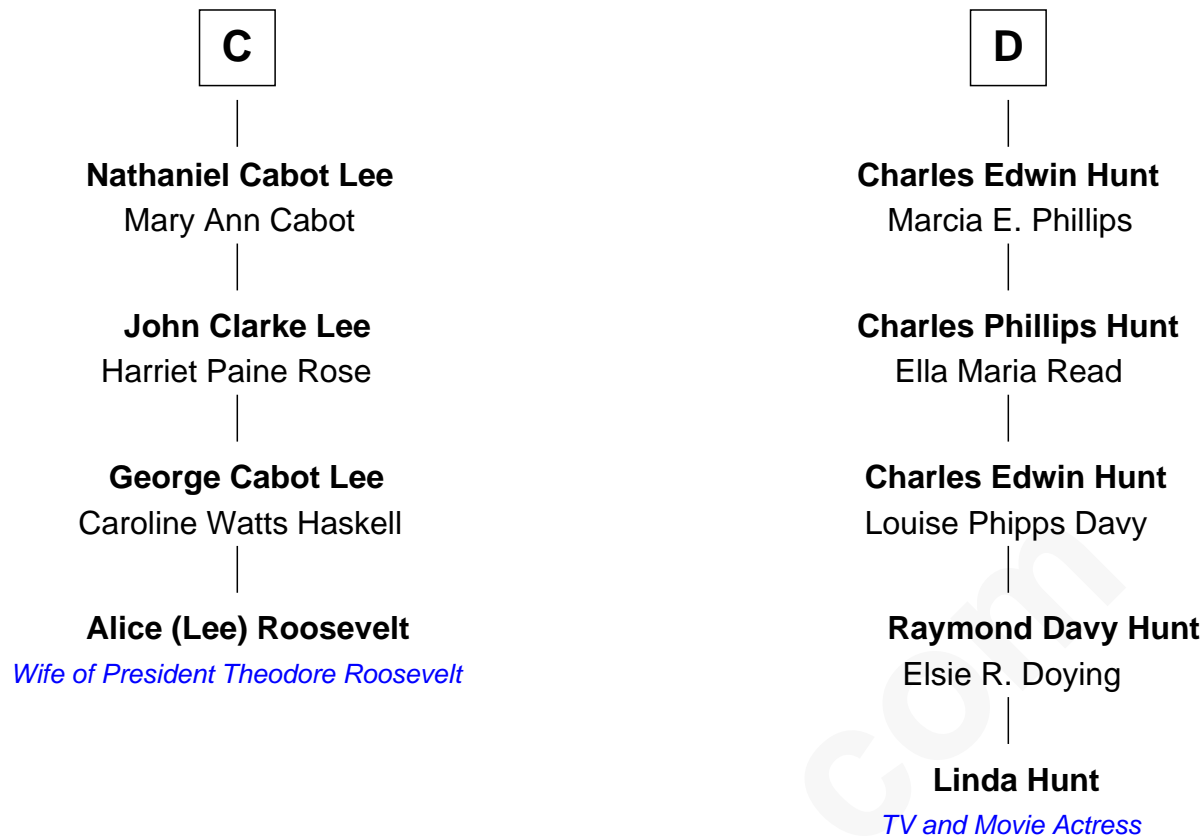 C
Nathaniel Cabot Lee
Mary Ann Cabot
John Clarke Lee
Harriet Paine Rose
George Cabot Lee
Caroline Watts Haskell
Alice (Lee) Roosevelt
Wife of President Theodore Roosevelt
D
Charles Edwin Hunt
Marcia E. Phillips
Charles Phillips Hunt
Ella Maria Read
Charles Edwin Hunt
Louise Phipps Davy
Raymond Davy Hunt
Elsie R. Doying
Linda Hunt
TV and Movie Actress
com